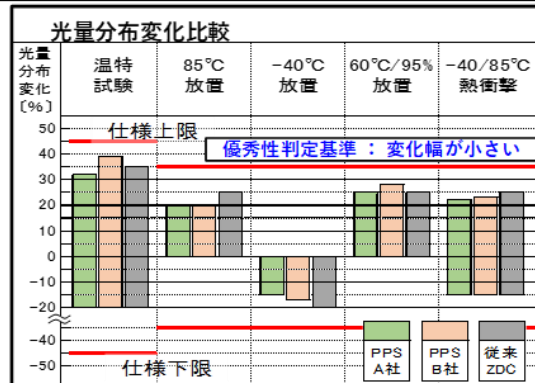 光量分布変化比較
光量
分布
変化
〔%〕
温特
試験
85℃
放置
-40℃
放置
60℃/95%
放置
-40/85℃
熱衝撃
50
40
30
20
10
0
-10
-20
-40
-50
仕様上限
優秀性判定基準 : 変化幅が小さい
仕様下限
PPS
A社
PPS
B社
従来
ZDC